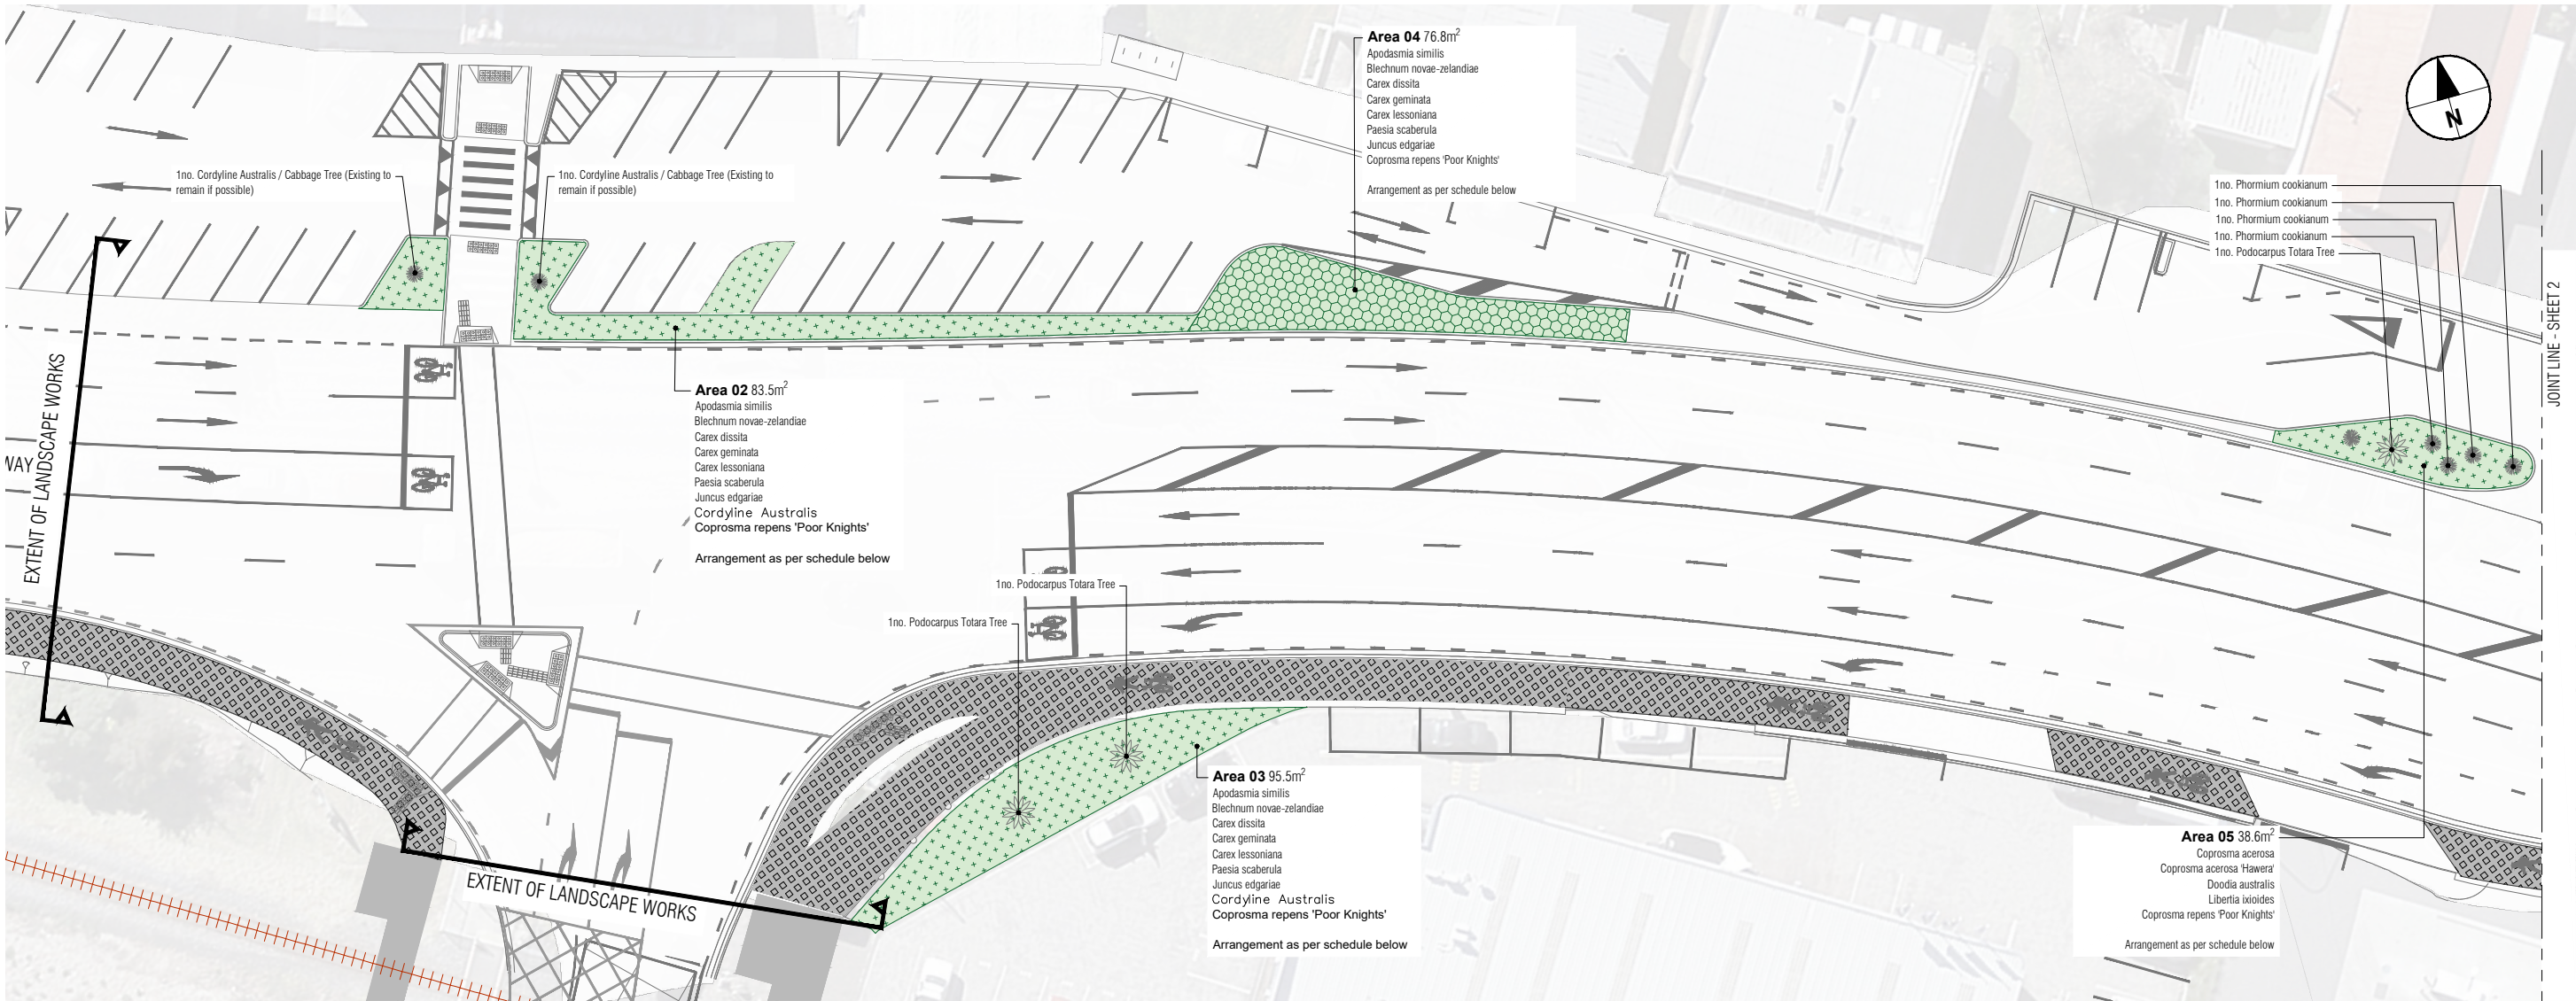 Area 04 76.8m²
Apodasmia similis
Blechnum novae-zelandiae
Carex dissita
Carex geminata
Carex lessoniana
Paesia scaberula
Juncus edgariae
Coprosma repens 'Poor Knights'
Arrangement as per schedule below
N
1no. Cordyline Australis / Cabbage Tree (Existing to
remain if possible)
1no. Cordyline Australis / Cabbage Tree (Existing to
remain if possible)
1no. Phormium cookianum
1no. Phormium cookianum
1no. Phormium cookianum
1no. Phormium cookianum
1no. Podocarpus Totara Tree
JOINT LINE - SHEET 2
EXTENT OF LANDSCAPE WORKS
WAY
Area 02 83.5m²
Apodasmia similis
Blechnum novae-zelandiae
Carex dissita
Carex geminata
Carex lessoniana
Paesia scaberula
Juncus edgariae
Cordyline Australis
Coprosma repens 'Poor Knights'
Arrangement as per schedule below
1no. Podocarpus Totara Tree
1no. Podocarpus Totara Tree
Area 03 95.5m²
Apodasmia similis
Blechnum novae-zelandiae
Carex dissita
Carex geminata
Carex lessoniana
Paesia scaberula
Juncus edgariae
Cordyline Australis
Coprosma repens 'Poor Knights'
Arrangement as per schedule below
EXTENT OF LANDSCAPE WORKS
Area 05 38.6m²
Coprosma acerosa
Coprosma acerosa 'Hawera'
Doodia australis
Libertia ixioides
Coprosma repens 'Poor Knights'
Arrangement as per schedule below